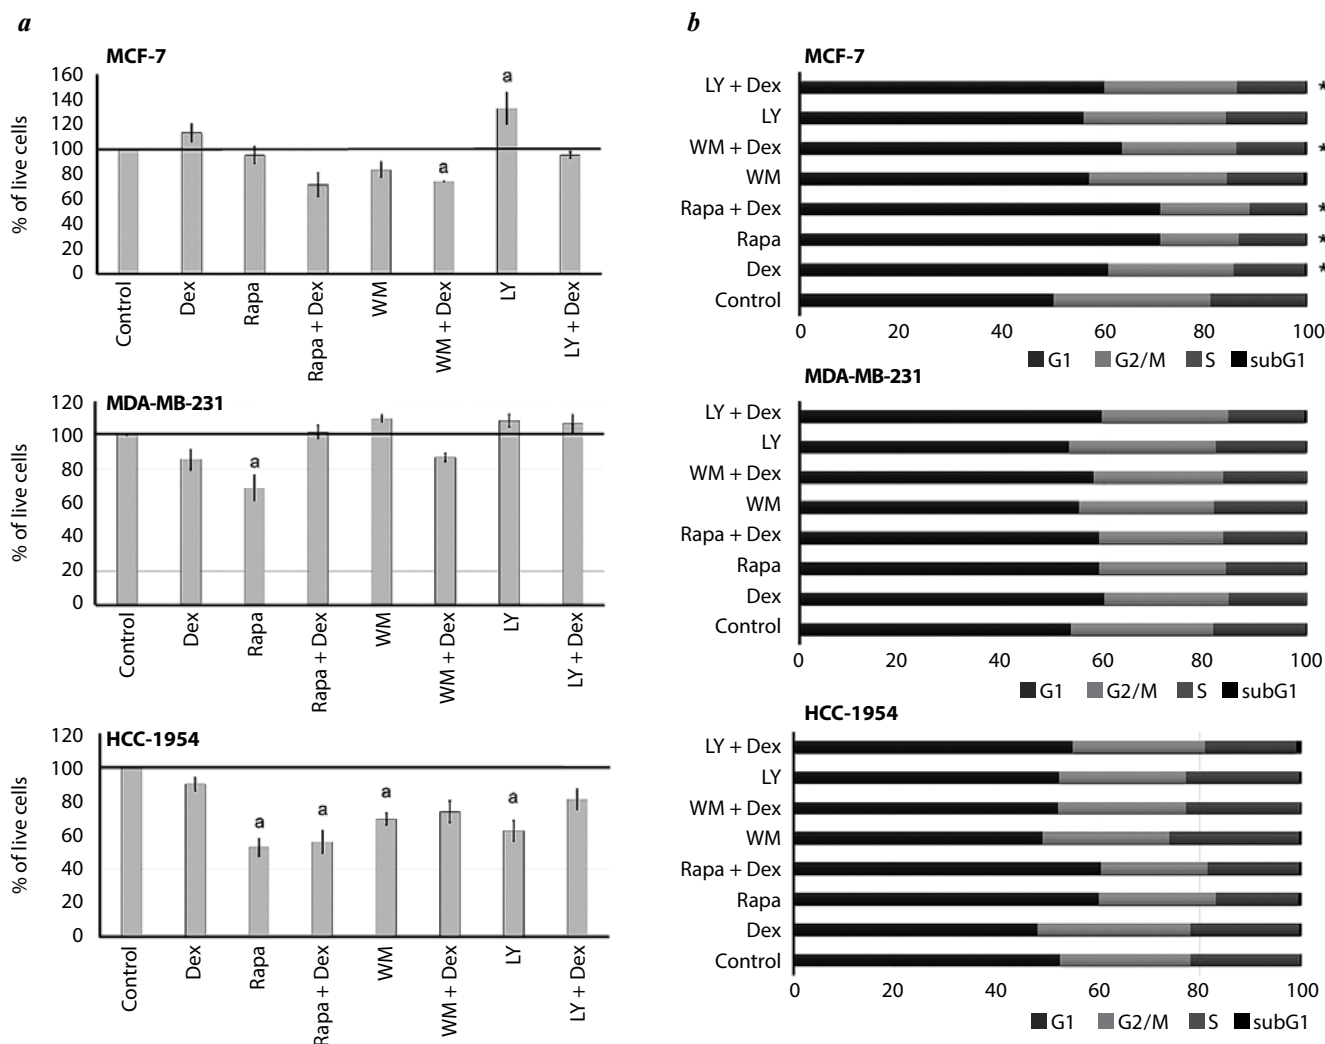 a
MCF-7
% of live cells
160
140
120
100
80
60
40
20
0
a
a
Control
Dex
Rapa
Rapa + Dex
WM
WM + Dex
LY
LY + Dex
MDA-MB-231
% of live cells
120
100
80
60
40
20
0
a
Control
Dex
Rapa
Rapa + Dex
WM
WM + Dex
LY
LY + Dex
HCC-1954
% of live cells
120
100
80
60
40
20
0
a
a
a
a
Control
Dex
Rapa
Rapa + Dex
WM
WM + Dex
LY
LY + Dex
b
MCF-7
LY + Dex *
LY
WM + Dex *
WM
Rapa + Dex *
Rapa *
Dex *
Control
0 20 40 60 80 100
G1 G2/M S subG1
MDA-MB-231
LY + Dex
LY
WM + Dex
WM
Rapa + Dex
Rapa
Dex
Control
0 20 40 60 80 100
G1 G2/M S subG1
HCC-1954
LY + Dex
LY
WM + Dex
WM
Rapa + Dex
Rapa
Dex
Control
0 20 40 60 80 100
G1 G2/M S subG1